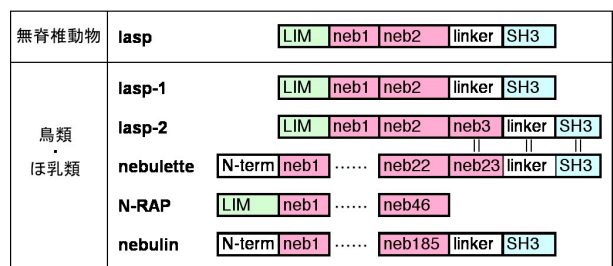 無脊椎動物 lasp LIM neb1 neb2 linker SH3
lasp-1 LIM neb1 neb2 linker SH3
lasp-2 LIM neb1 neb2 neb3 linker SH3
鳥類
・
ほ乳類
nebulette N-term neb1 ...... neb22 neb23 linker SH3
N-RAP LIM neb1 ...... neb46
nebulin N-term neb1 ...... neb185 linker SH3